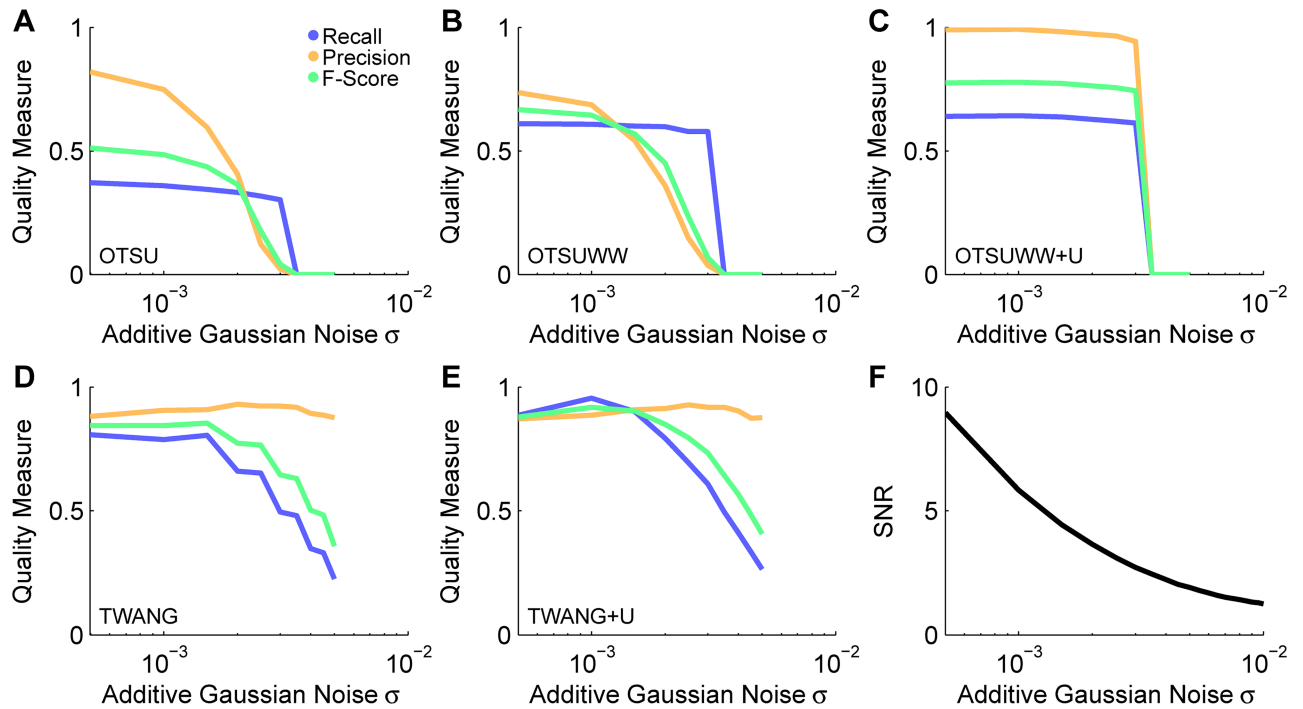 A
1
Quality Measure
0.5
0
Recall
Precision
F-Score
OTSU
10⁻³
10⁻²
Additive Gaussian Noise σ
B
1
Quality Measure
0.5
0
OTSUWW
10⁻³
10⁻²
Additive Gaussian Noise σ
C
1
Quality Measure
0.5
0
OTSUWW+U
10⁻³
10⁻²
Additive Gaussian Noise σ
D
1
Quality Measure
0.5
0
TWANG
10⁻³
10⁻²
Additive Gaussian Noise σ
E
1
Quality Measure
0.5
0
TWANG+U
10⁻³
10⁻²
Additive Gaussian Noise σ
F
10
SNR
5
0
10⁻³
10⁻²
Additive Gaussian Noise σ